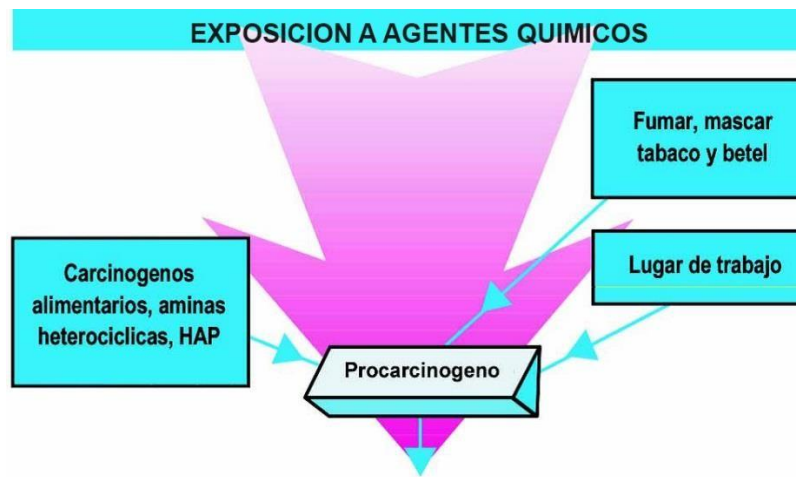 EXPOSICION A AGENTES QUIMICOS
Fumar, mascar
tabaco y betel
Lugar de trabajo
Carcinogenos
alimentarios, aminas
heterociclicas, HAP
Procarcinogeno